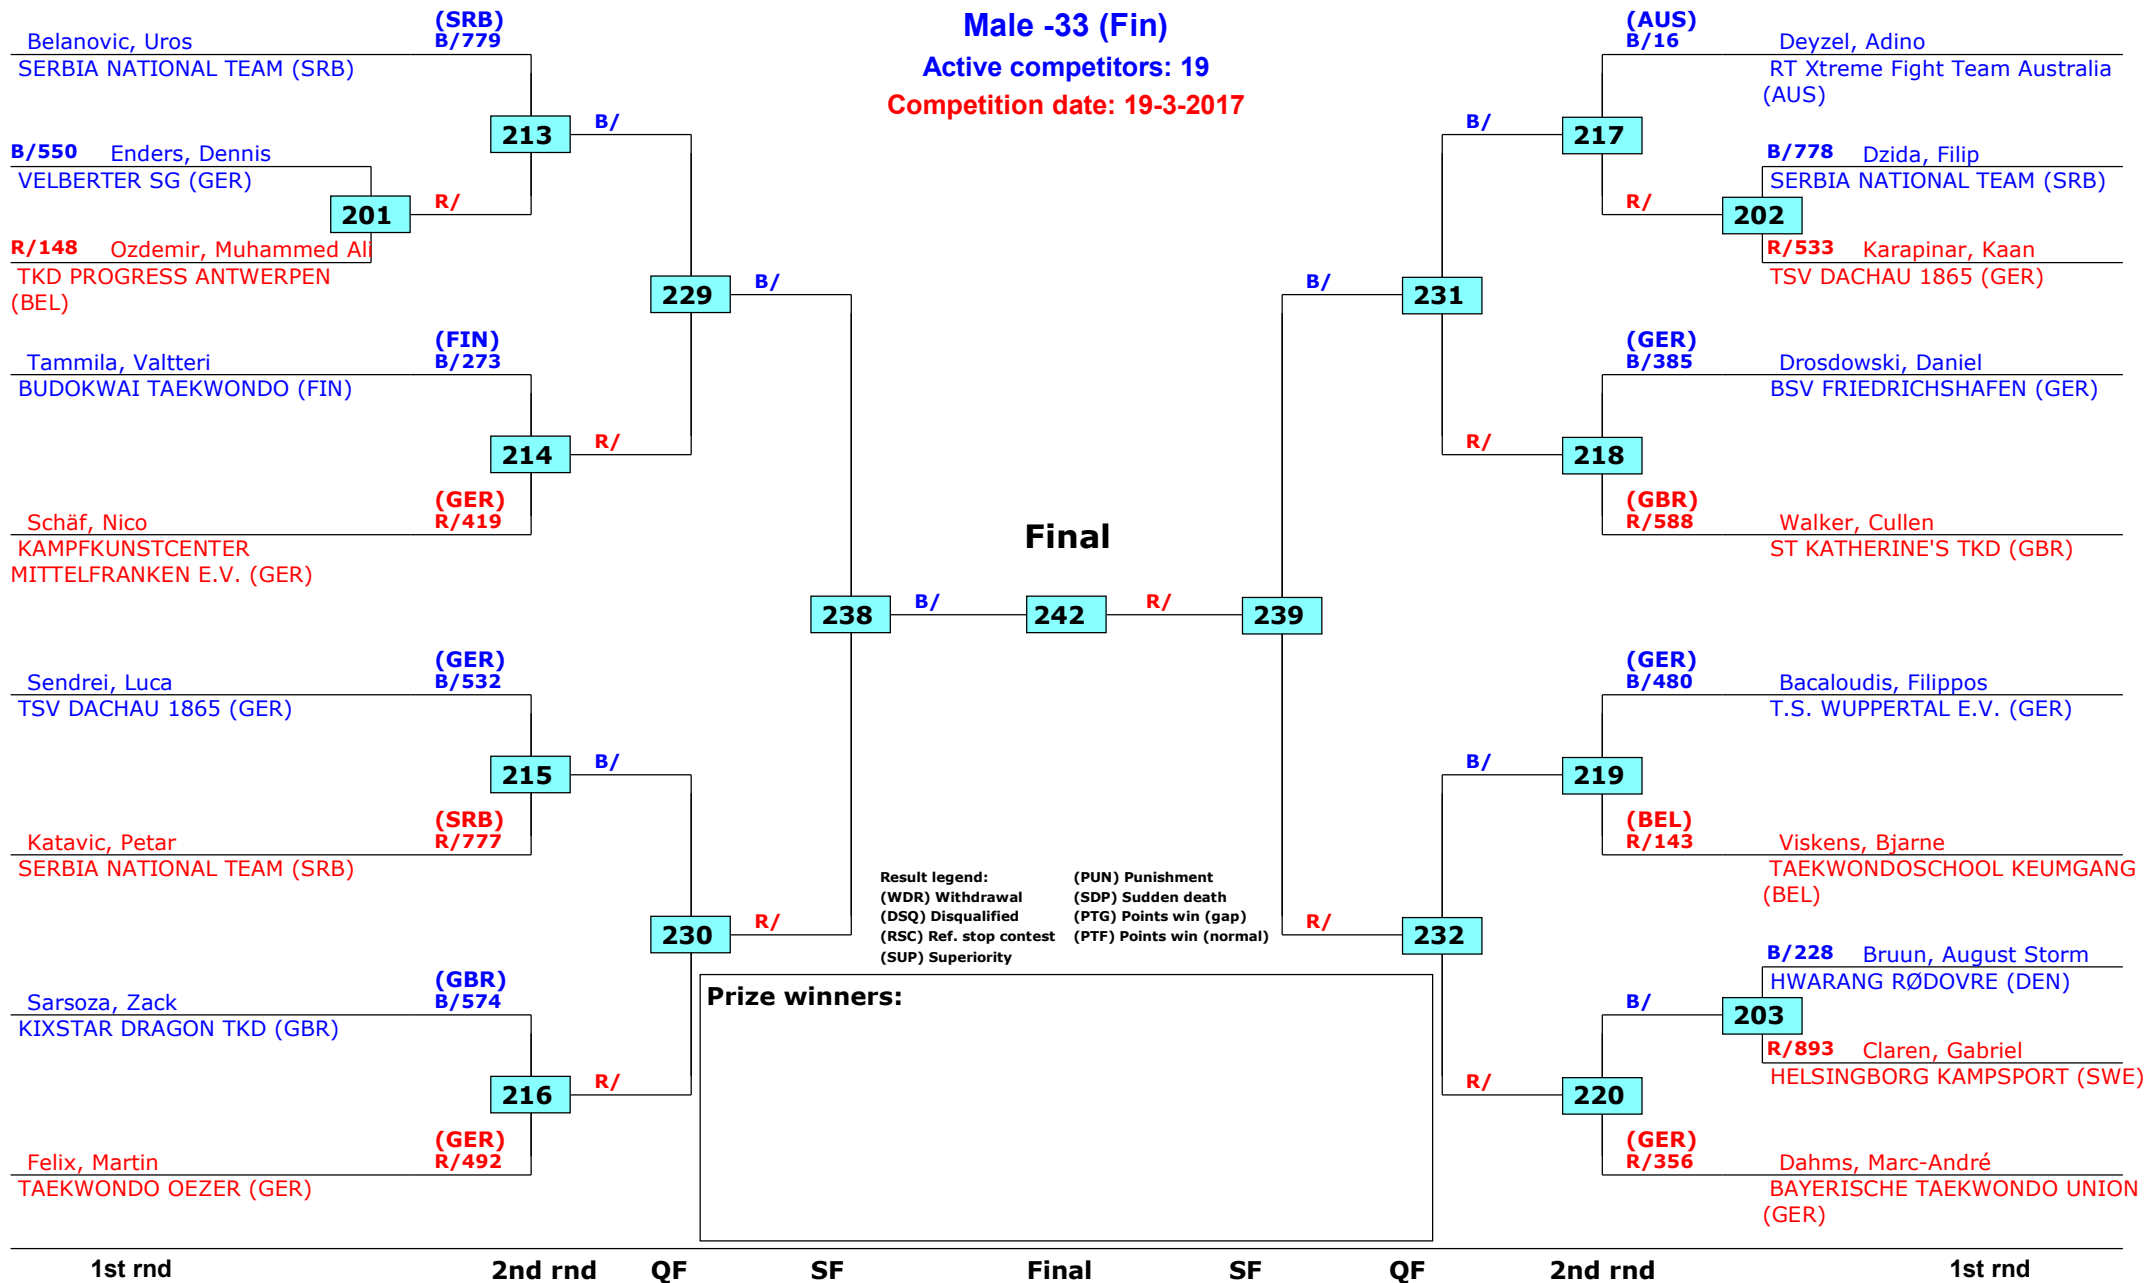 Male -33 (Fin)
Active competitors: 19
Competition date: 19-3-2017
(SRB)
Belanovic, Uros B/779
SERBIA NATIONAL TEAM (SRB)
213
B/
B/550 Enders, Dennis
VELBERTER SG (GER)
201
R/
R/148 Ozdemir, Muhammed Ali
TKD PROGRESS ANTWERPEN
(BEL)
229
B/
(FIN)
Tammila, Valtteri B/273
BUDOKWAI TAEKWONDO (FIN)
214
R/
(GER)
Schäf, Nico R/419
KAMPFKUNSTCENTER
MITTELFRANKEN E.V. (GER)
238
B/
(GER)
Sendrei, Luca B/532
TSV DACHAU 1865 (GER)
215
B/
(SRB)
Katavic, Petar R/777
SERBIA NATIONAL TEAM (SRB)
230
R/
(GBR)
Sarsoza, Zack B/574
KIXSTAR DRAGON TKD (GBR)
216
R/
(GER)
Felix, Martin R/492
TAEKWONDO OEZER (GER)
Final
242
R/
239
(AUS)
B/16 Deyzel, Adino
RT Xtreme Fight Team Australia
(AUS)
B/
217
B/778 Dzida, Filip
SERBIA NATIONAL TEAM (SRB)
R/
202
R/533 Karapinar, Kaan
TSV DACHAU 1865 (GER)
B/
231
(GER)
B/385 Drosdowski, Daniel
BSV FRIEDRICHSHAFEN (GER)
R/
218
(GBR)
R/588 Walker, Cullen
ST KATHERINE'S TKD (GBR)
(GER)
B/480 Bacaloudis, Filippos
T.S. WUPPERTAL E.V. (GER)
B/
219
(BEL)
R/143 Viskens, Bjarne
TAEKWONDOSCHOOL KEUMGANG
(BEL)
R/
232
B/228 Bruun, August Storm
HWARANG RØDOVRE (DEN)
B/
203
R/893 Claren, Gabriel
HELSINGBORG KAMPSPORT (SWE)
R/
220
(GER)
R/356 Dahms, Marc-André
BAYERISCHE TAEKWONDO UNION
(GER)
Result legend: (PUN) Punishment
(WDR) Withdrawal (SDP) Sudden death
(DSQ) Disqualified (PTG) Points win (gap)
(RSC) Ref. stop contest (PTF) Points win (normal)
(SUP) Superiority
Prize winners:
1st rnd 2nd rnd QF SF Final SF QF 2nd rnd 1st rnd